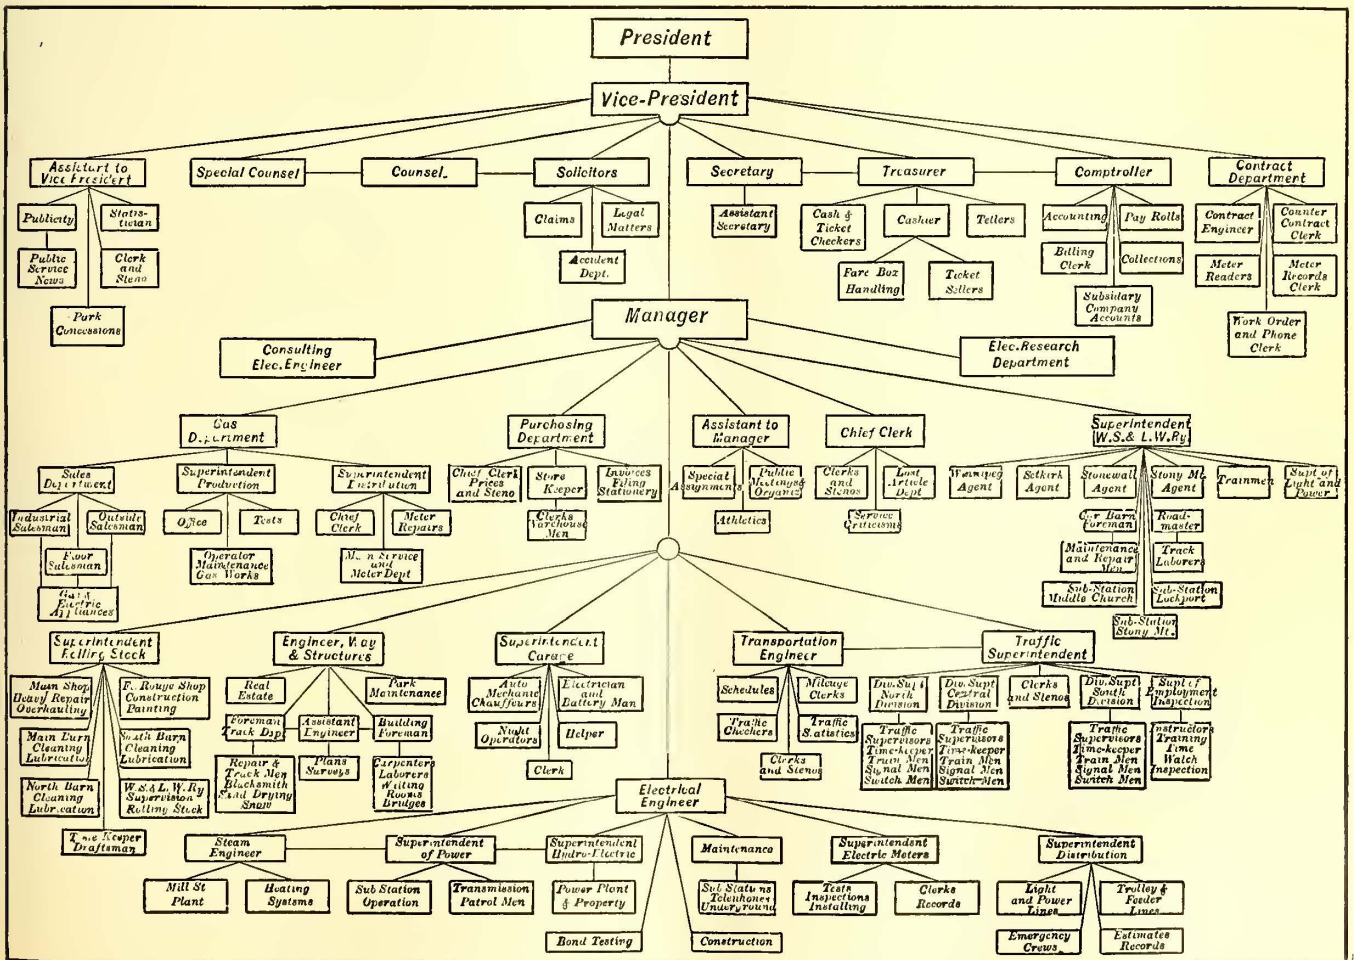 President
Vice-President
Assistant to
Vice President
Special Counsel
Counsel
Solicitors
Secretary
Treasurer
Comptroller
Contract
Department
Publicity
Statis-
tician
Public
Service
News
Clerk
and
Steno
Park
Concessions
Claims
Legal
Matters
Accident
Dept.
Assistant
Secretary
Cash &
Ticket
Checkers
Cashier
Tellers
Fare Box
Handling
Ticket
Sellers
Accounting
Pay Rolls
Billing
Clerk
Collections
Subsidary
Company
Accounts
Contract
Engineer
Counter
Contract
Clerk
Meter
Readers
Meter
Records
Clerk
Work Order
and Phone
Clerk
Manager
Consulting
Elec. Engineer
Elec. Research
Department
Gas
Department
Purchasing
Department
Assistant to
Manager
Chief Clerk
Superintendent
W.S. & L.W. Ry
Sales
Department
Superintendent
Production
Superintendent
Distribution
Industrial
Salesman
Outside
Salesman
Floor
Salesman
Gas &
Electric
Appliances
Office
Tests
Operator
Maintenance
Gas Works
Chief
Clerk
Meter
Repairs
Main Service
and
Meter Dept
Chief Clerk
Prices
and Steno
Store
Keeper
Invoices
Filing
Stationery
Clerks
Warehouse
Men
Special
Assignments
Public
Meetings &
Organiz
Athletics
Clerks
and
Stenos
Lost
Article
Dept
Service
Criticisms
Winnipeg
Agent
Selkirk
Agent
Stonewall
Agent
Stony Mt.
Agent
Trainmen
Supt of
Light and
Power
Car Barn
Foreman
Road-
master
Maintenance
and Repair
Men
Track
Laborers
Sub-Station
Middle Church
Sub-Station
Lockport
Sub-Station
Stony Mt.
Superintendent
Rolling Stock
Engineer, Way
& Structures
Superintendent
Garage
Transportation
Engineer
Traffic
Superintendent
Main Shop
Heavy Repair
Overhauling
Ft. Rouge Shop
Construction
Painting
Main Barn
Cleaning
Lubrication
South Barn
Cleaning
Lubrication
North Barn
Cleaning
Lubrication
W.S. & L. W. Ry
Supervision
Rolling Stock
Time Keeper
Draftsman
Real
Estate
Park
Maintenance
Foreman
Track Dep.
Assistant
Engineer
Building
Foreman
Repair &
Track Men
Blacksmith
Sand Drying
Snow
Plans
Surveys
Carpenters
Laborers
Waiting
Rooms
Bridges
Auto
Mechanic
Chauffeurs
Electrician
and
Battery Man
Night
Operators
Helper
Clerk
Schedules
Mileage
Clerks
Traffic
Checkers
Traffic
Statistics
Clerks
and Stenos
Div. Supt
North
Division
Div. Supt
Central
Division
Clerks
and Stenos
Div. Supt
South
Division
Supt of
Employment
Inspection
Traffic
Supervisors
Time-keeper
Train Men
Signal Men
Switch Men
Traffic
Supervisors
Time-keeper
Train Men
Signal Men
Switch Men
Traffic
Supervisors
Time-keeper
Train Men
Signal Men
Switch Men
Instructors
Training
Time
Watch
Inspection
Electrical
Engineer
Steam
Engineer
Superintendent
of Power
Superintendent
Hydro-Electric
Maintenance
Superintendent
Electric Meters
Superintendent
Distribution
Mill St
Plant
Heating
Systems
Sub Station
Operation
Transmission
Patrol Men
Power Plant
& Property
Sub Stations
Telephones
Underground
Tests
Inspections
Installing
Clerks
Records
Light
and Power
Lines
Trolley &
Feeder
Lines
Bond Testing
Construction
Emergency
Crews
Estimates
Records